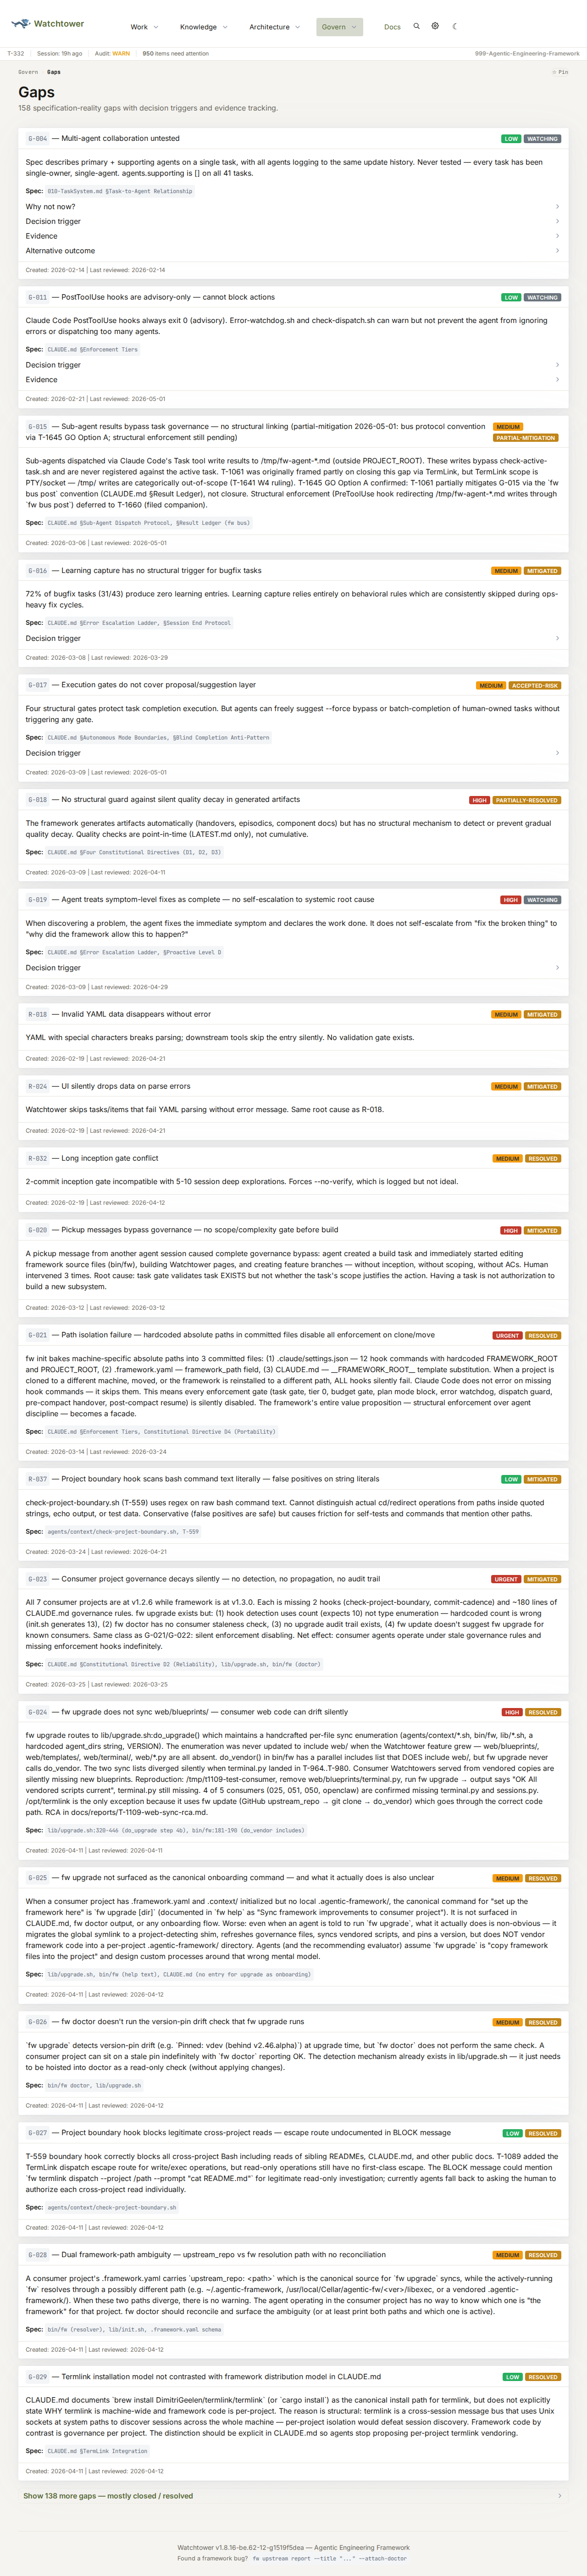 Watchtower
Work
Knowledge
Architecture
Govern
Docs
T-332 | Session: 19h ago | Audit: WARN | 950 items need attention
999-Agentic-Engineering-Framework
Govern Gaps
Pin
Gaps
158 specification-reality gaps with decision triggers and evidence tracking.
G-004 — Multi-agent collaboration untested
LOW WATCHING
Spec describes primary + supporting agents on a single task, with all agents logging to the same update history. Never tested — every task has been
single-owner, single-agent. agents.supporting is [] on all 41 tasks.
Spec: 010-TaskSystem.md §Task-to-Agent Relationship
Why not now?
Decision trigger
Evidence
Alternative outcome
Created: 2026-02-14 | Last reviewed: 2026-02-14
G-011 — PostToolUse hooks are advisory-only — cannot block actions
LOW WATCHING
Claude Code PostToolUse hooks always exit 0 (advisory). Error-watchdog.sh and check-dispatch.sh can warn but not prevent the agent from ignoring
errors or dispatching too many agents.
Spec: CLAUDE.md §Enforcement Tiers
Decision trigger
Evidence
Created: 2026-02-21 | Last reviewed: 2026-05-01
G-015 — Sub-agent results bypass task governance — no structural linking (partial-mitigation 2026-05-01: bus protocol convention
via T-1645 GO Option A; structural enforcement still pending)
MEDIUM
PARTIAL-MITIGATION
Sub-agents dispatched via Claude Code's Task tool write results to /tmp/fw-agent-*.md (outside PROJECT_ROOT). These writes bypass check-active-
task.sh and are never registered against the active task. T-1061 was originally framed partly on closing this gap via TermLink, but TermLink scope is
PTY/socket — /tmp/ writes are categorically out-of-scope (T-1641 W4 ruling). T-1645 GO Option A confirmed: T-1061 partially mitigates G-015 via the `fw
bus post` convention (CLAUDE.md §Result Ledger), not closure. Structural enforcement (PreToolUse hook redirecting /tmp/fw-agent-*.md writes through
`fw bus post`) deferred to T-1660 (filed companion).
Spec: CLAUDE.md §Sub-Agent Dispatch Protocol, §Result Ledger (fw bus)
Created: 2026-03-06 | Last reviewed: 2026-05-01
G-016 — Learning capture has no structural trigger for bugfix tasks
MEDIUM MITIGATED
72% of bugfix tasks (31/43) produce zero learning entries. Learning capture relies entirely on behavioral rules which are consistently skipped during ops-
heavy fix cycles.
Spec: CLAUDE.md §Error Escalation Ladder, §Session End Protocol
Decision trigger
Created: 2026-03-08 | Last reviewed: 2026-03-29
G-017 — Execution gates do not cover proposal/suggestion layer
MEDIUM ACCEPTED-RISK
Four structural gates protect task completion execution. But agents can freely suggest --force bypass or batch-completion of human-owned tasks without
triggering any gate.
Spec: CLAUDE.md §Autonomous Mode Boundaries, §Blind Completion Anti-Pattern
Decision trigger
Created: 2026-03-09 | Last reviewed: 2026-05-01
G-018 — No structural guard against silent quality decay in generated artifacts
HIGH PARTIALLY-RESOLVED
The framework generates artifacts automatically (handovers, episodics, component docs) but has no structural mechanism to detect or prevent gradual
quality decay. Quality checks are point-in-time (LATEST.md only), not cumulative.
Spec: CLAUDE.md §Four Constitutional Directives (D1, D2, D3)
Created: 2026-03-09 | Last reviewed: 2026-04-11
G-019 — Agent treats symptom-level fixes as complete — no self-escalation to systemic root cause
HIGH WATCHING
When discovering a problem, the agent fixes the immediate symptom and declares the work done. It does not self-escalate from "fix the broken thing" to
"why did the framework allow this to happen?"
Spec: CLAUDE.md §Error Escalation Ladder, §Proactive Level D
Decision trigger
Created: 2026-03-09 | Last reviewed: 2026-04-29
R-018 — Invalid YAML data disappears without error
MEDIUM MITIGATED
YAML with special characters breaks parsing; downstream tools skip the entry silently. No validation gate exists.
Created: 2026-02-19 | Last reviewed: 2026-04-21
R-024 — UI silently drops data on parse errors
MEDIUM MITIGATED
Watchtower skips tasks/items that fail YAML parsing without error message. Same root cause as R-018.
Created: 2026-02-19 | Last reviewed: 2026-04-21
R-032 — Long inception gate conflict
MEDIUM RESOLVED
2-commit inception gate incompatible with 5-10 session deep explorations. Forces --no-verify, which is logged but not ideal.
Created: 2026-02-19 | Last reviewed: 2026-04-12
G-020 — Pickup messages bypass governance — no scope/complexity gate before build
HIGH MITIGATED
A pickup message from another agent session caused complete governance bypass: agent created a build task and immediately started editing
framework source files (bin/fw), building Watchtower pages, and creating feature branches — without inception, without scoping, without ACs. Human
intervened 3 times. Root cause: task gate validates task EXISTS but not whether the task's scope justifies the action. Having a task is not authorization to
build a new subsystem.
Created: 2026-03-12 | Last reviewed: 2026-03-12
G-021 — Path isolation failure — hardcoded absolute paths in committed files disable all enforcement on clone/move
URGENT RESOLVED
fw init bakes machine-specific absolute paths into 3 committed files: (1) .claude/settings.json — 12 hook commands with hardcoded FRAMEWORK_ROOT
and PROJECT_ROOT, (2) .framework.yaml — framework_path field, (3) CLAUDE.md — __FRAMEWORK_ROOT__ template substitution. When a project is
cloned to a different machine, moved, or the framework is reinstalled to a different path, ALL hooks silently fail. Claude Code does not error on missing
hook commands — it skips them. This means every enforcement gate (task gate, tier 0, budget gate, plan mode block, error watchdog, dispatch guard,
pre-compact handover, post-compact resume) is silently disabled. The framework's entire value proposition — structural enforcement over agent
discipline — becomes a facade.
Spec: CLAUDE.md §Enforcement Tiers, Constitutional Directive D4 (Portability)
Created: 2026-03-14 | Last reviewed: 2026-03-24
R-037 — Project boundary hook scans bash command text literally — false positives on string literals
LOW MITIGATED
check-project-boundary.sh (T-559) uses regex on raw bash command text. Cannot distinguish actual cd/redirect operations from paths inside quoted
strings, echo output, or test data. Conservative (false positives are safe) but causes friction for self-tests and commands that mention other paths.
Spec: agents/context/check-project-boundary.sh, T-559
Created: 2026-03-24 | Last reviewed: 2026-04-21
G-023 — Consumer project governance decays silently — no detection, no propagation, no audit trail
URGENT MITIGATED
All 7 consumer projects are at v1.2.6 while framework is at v1.3.0. Each is missing 2 hooks (check-project-boundary, commit-cadence) and ~180 lines of
CLAUDE.md governance rules. fw upgrade exists but: (1) hook detection uses count (expects 10) not type enumeration — hardcoded count is wrong
(init.sh generates 13), (2) fw doctor has no consumer staleness check, (3) no upgrade audit trail exists, (4) fw update doesn't suggest fw upgrade for
known consumers. Same class as G-021/G-022: silent enforcement disabling. Net effect: consumer agents operate under stale governance rules and
missing enforcement hooks indefinitely.
Spec: CLAUDE.md §Constitutional Directive D2 (Reliability), lib/upgrade.sh, bin/fw (doctor)
Created: 2026-03-25 | Last reviewed: 2026-03-25
G-024 — fw upgrade does not sync web/blueprints/ — consumer web code can drift silently
HIGH RESOLVED
fw upgrade routes to lib/upgrade.sh:do_upgrade() which maintains a handcrafted per-file sync enumeration (agents/context/*.sh, bin/fw, lib/*.sh, a
hardcoded agent_dirs string, VERSION). The enumeration was never updated to include web/ when the Watchtower feature grew — web/blueprints/,
web/templates/, web/terminal/, web/*.py are all absent. do_vendor() in bin/fw has a parallel includes list that DOES include web/, but fw upgrade never
calls do_vendor. The two sync lists diverged silently when terminal.py landed in T-964..T-980. Consumer Watchtowers served from vendored copies are
silently missing new blueprints. Reproduction: /tmp/t1109-test-consumer, remove web/blueprints/terminal.py, run fw upgrade → output says "OK All
vendored scripts current", terminal.py still missing. 4 of 5 consumers (025, 051, 050, openclaw) are confirmed missing terminal.py and sessions.py.
/opt/termlink is the only exception because it uses fw update (GitHub upstream_repo → git clone → do_vendor) which goes through the correct code
path. RCA in docs/reports/T-1109-web-sync-rca.md.
Spec: lib/upgrade.sh:320-446 (do_upgrade step 4b), bin/fw:181-190 (do_vendor includes)
Created: 2026-04-11 | Last reviewed: 2026-04-11
G-025 — fw upgrade not surfaced as the canonical onboarding command — and what it actually does is also unclear
MEDIUM RESOLVED
When a consumer project has .framework.yaml and .context/ initialized but no local .agentic-framework/, the canonical command for "set up the
framework here" is `fw upgrade [dir]` (documented in `fw help` as "Sync framework improvements to consumer project"). It is not surfaced in
CLAUDE.md, fw doctor output, or any onboarding flow. Worse: even when an agent is told to run `fw upgrade`, what it actually does is non-obvious — it
migrates the global symlink to a project-detecting shim, refreshes governance files, syncs vendored scripts, and pins a version, but does NOT vendor
framework code into a per-project .agentic-framework/ directory. Agents (and the recommending evaluator) assume `fw upgrade` is "copy framework
files into the project" and design custom processes around that wrong mental model.
Spec: lib/upgrade.sh, bin/fw (help text), CLAUDE.md (no entry for upgrade as onboarding)
Created: 2026-04-11 | Last reviewed: 2026-04-12
G-026 — fw doctor doesn't run the version-pin drift check that fw upgrade runs
MEDIUM RESOLVED
`fw upgrade` detects version-pin drift (e.g. `Pinned: vdev (behind v2.46.alpha)`) at upgrade time, but `fw doctor` does not perform the same check. A
consumer project can sit on a stale pin indefinitely with `fw doctor` reporting OK. The detection mechanism already exists in lib/upgrade.sh — it just needs
to be hoisted into doctor as a read-only check (without applying changes).
Spec: bin/fw doctor, lib/upgrade.sh
Created: 2026-04-11 | Last reviewed: 2026-04-12
G-027 — Project boundary hook blocks legitimate cross-project reads — escape route undocumented in BLOCK message
LOW RESOLVED
T-559 boundary hook correctly blocks all cross-project Bash including reads of sibling READMEs, CLAUDE.md, and other public docs. T-1089 added the
TermLink dispatch escape route for write/exec operations, but read-only operations still have no first-class escape. The BLOCK message could mention
`fw termlink dispatch --project /path --prompt "cat README.md"` for legitimate read-only investigation; currently agents fall back to asking the human to
authorize each cross-project read individually.
Spec: agents/context/check-project-boundary.sh
Created: 2026-04-11 | Last reviewed: 2026-04-12
G-028 — Dual framework-path ambiguity — upstream_repo vs fw resolution path with no reconciliation
MEDIUM RESOLVED
A consumer project's .framework.yaml carries `upstream_repo: <path>` which is the canonical source for `fw upgrade` syncs, while the actively-running
`fw` resolves through a possibly different path (e.g. ~/.agentic-framework, /usr/local/Cellar/agentic-fw/<ver>/libexec, or a vendored .agentic-
framework/). When these two paths diverge, there is no warning. The agent operating in the consumer project has no way to know which one is "the
framework" for that project. fw doctor should reconcile and surface the ambiguity (or at least print both paths and which one is active).
Spec: bin/fw (resolver), lib/init.sh, .framework.yaml schema
Created: 2026-04-11 | Last reviewed: 2026-04-12
G-029 — Termlink installation model not contrasted with framework distribution model in CLAUDE.md
LOW RESOLVED
CLAUDE.md documents `brew install DimitriGeelen/termlink/termlink` (or `cargo install`) as the canonical install path for termlink, but does not explicitly
state WHY termlink is machine-wide and framework code is per-project. The reason is structural: termlink is a cross-session message bus that uses Unix
sockets at system paths to discover sessions across the whole machine — per-project isolation would defeat session discovery. Framework code by
contrast is governance per project. The distinction should be explicit in CLAUDE.md so agents stop proposing per-project termlink vendoring.
Spec: CLAUDE.md §TermLink Integration
Created: 2026-04-11 | Last reviewed: 2026-04-12
Show 138 more gaps — mostly closed / resolved
Watchtower v1.8.16-be.62-12-g1519f5dea — Agentic Engineering Framework
Found a framework bug? fw upstream report --title "..." --attach-doctor